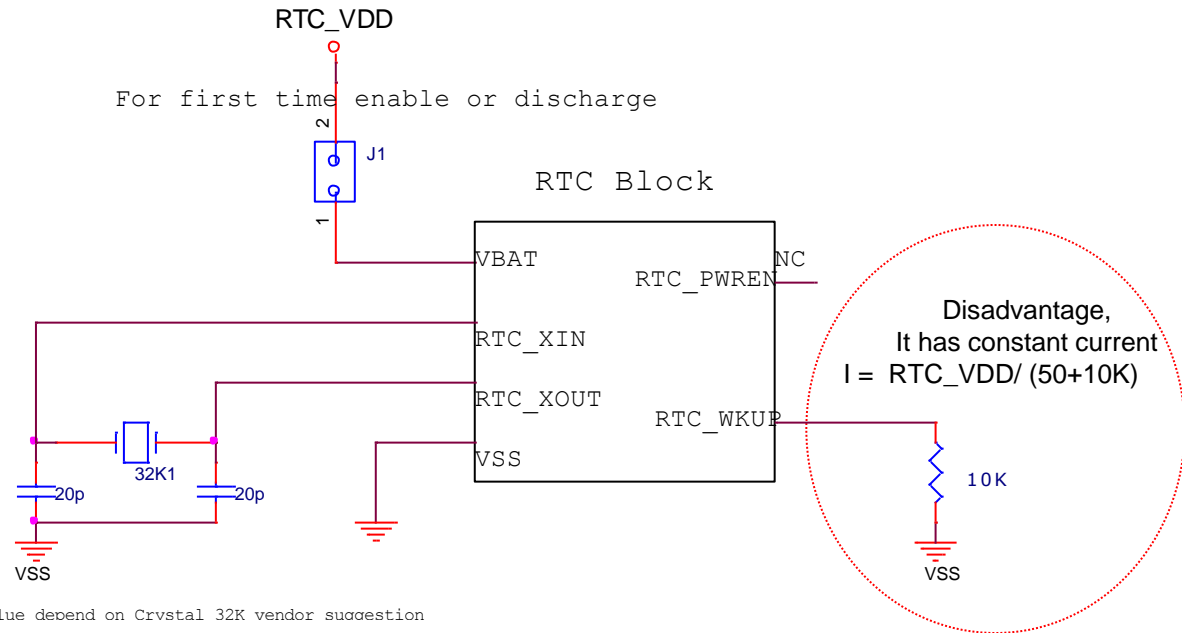 RTC_VDD
For first time enable or discharge
2
J1
1
RTC Block
VBAT
NC
RTC_PWREN
RTC_XIN
RTC_XOUT
RTC_WKUP
VSS
Disadvantage,
It has constant current
I = RTC_VDD/ (50+10K)
10K
32K1
20p
20p
VSS
VSS
depend on Crystal 32K vendor suggestion